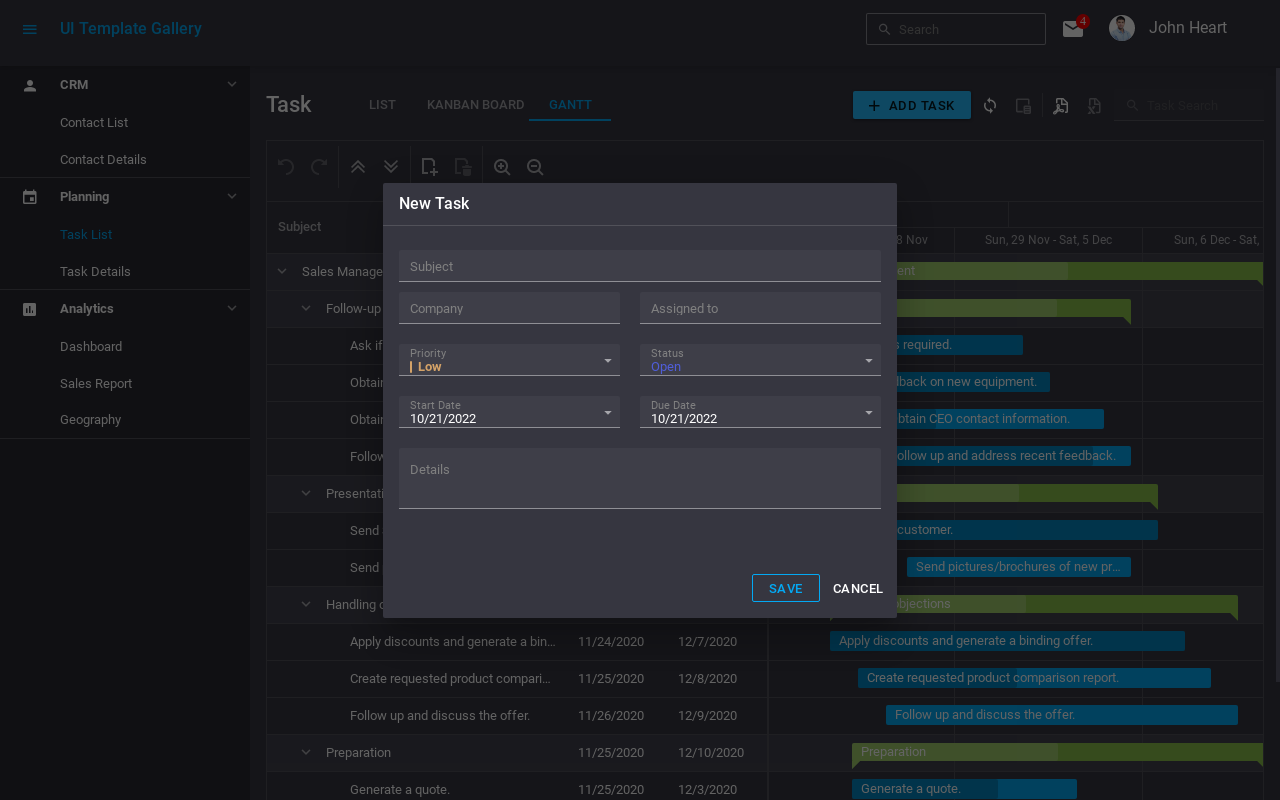 UI Template Gallery
Search
4
John Heart
CRM
Contact List
Contact Details
Planning
Task List
Task Details
Analytics
Dashboard
Sales Report
Geography
Task
LIST
KANBAN BOARD
GANTT
ADD TASK
Task Search
Subject
8 Nov
Sun, 29 Nov - Sat, 5 Dec
Sun, 6 Dec - Sat,
Sales Manage
ent
Follow-up
Ask if
s required.
Obtain
lback on new equipment.
Obtain
btain CEO contact information.
Follow
ollow up and address recent feedback.
Presentati
Send
customer.
Send
Send pictures/brochures of new pr...
Handling
bjections
Apply discounts and generate a bin...
11/24/2020
12/7/2020
Apply discounts and generate a binding offer.
Create requested product compari...
11/25/2020
12/8/2020
Create requested product comparison report.
Follow up and discuss the offer.
11/26/2020
12/9/2020
Follow up and discuss the offer.
Preparation
11/25/2020
12/10/2020
Preparation
Generate a quote.
11/25/2020
12/3/2020
Generate a quote.
New Task
Subject
Company
Assigned to
Priority
Low
Status
Open
Start Date
10/21/2022
Due Date
10/21/2022
Details
SAVE
CANCEL